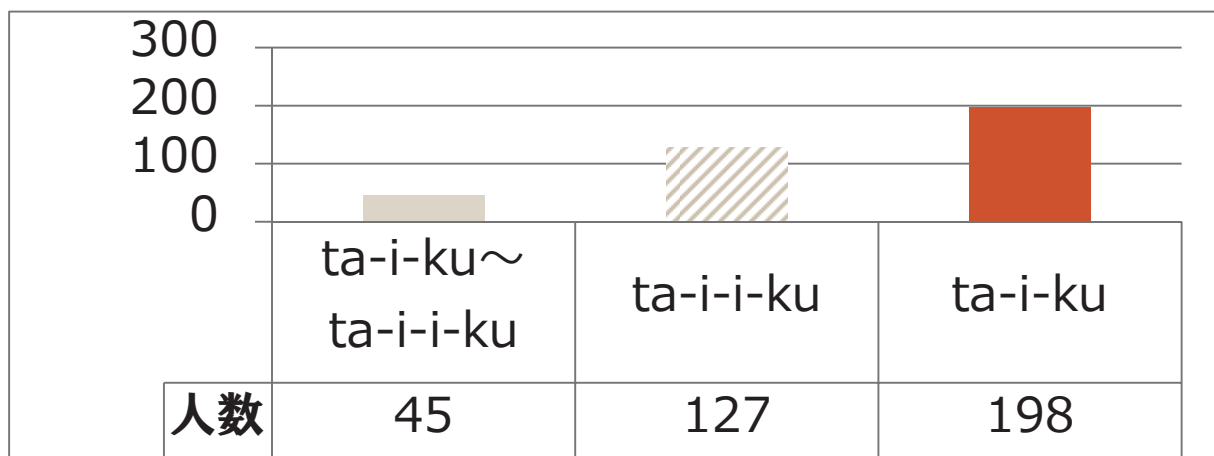 300
200
100
0
ta-i-ku～
ta-i-i-ku
ta-i-i-ku
ta-i-ku
人数 45 127 198